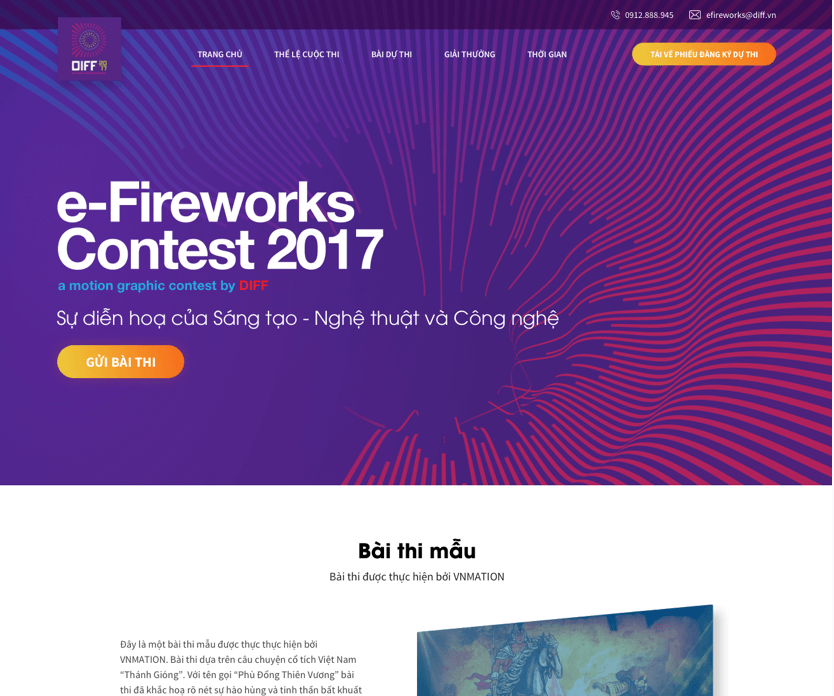 0912.888.945
efireworks@diff.vn
DIFF
TRANG CHỦ
THỂ LỆ CUỘC THI
BÀI DỰ THI
GIẢI THƯỞNG
THỜI GIAN
TẢI VỀ PHIẾU ĐĂNG KÝ DỰ THI
e-Fireworks
Contest 2017
a motion graphic contest by DIFF
Sự diễn hoạ của Sáng tạo - Nghệ thuật và Công nghệ
GỬI BÀI THI
Bài thi mẫu
Bài thi được thực hiện bởi VNMATION
Đây là một bài thi mẫu được thực thực hiện bởi
VNMATION. Bài thi dựa trên câu chuyện cổ tích Việt Nam
“Thánh Gióng”. Với tên gọi “Phù Đổng Thiên Vương” bài
thi đã khắc hoạ rõ nét sự hào hùng và tinh thần bất khuất